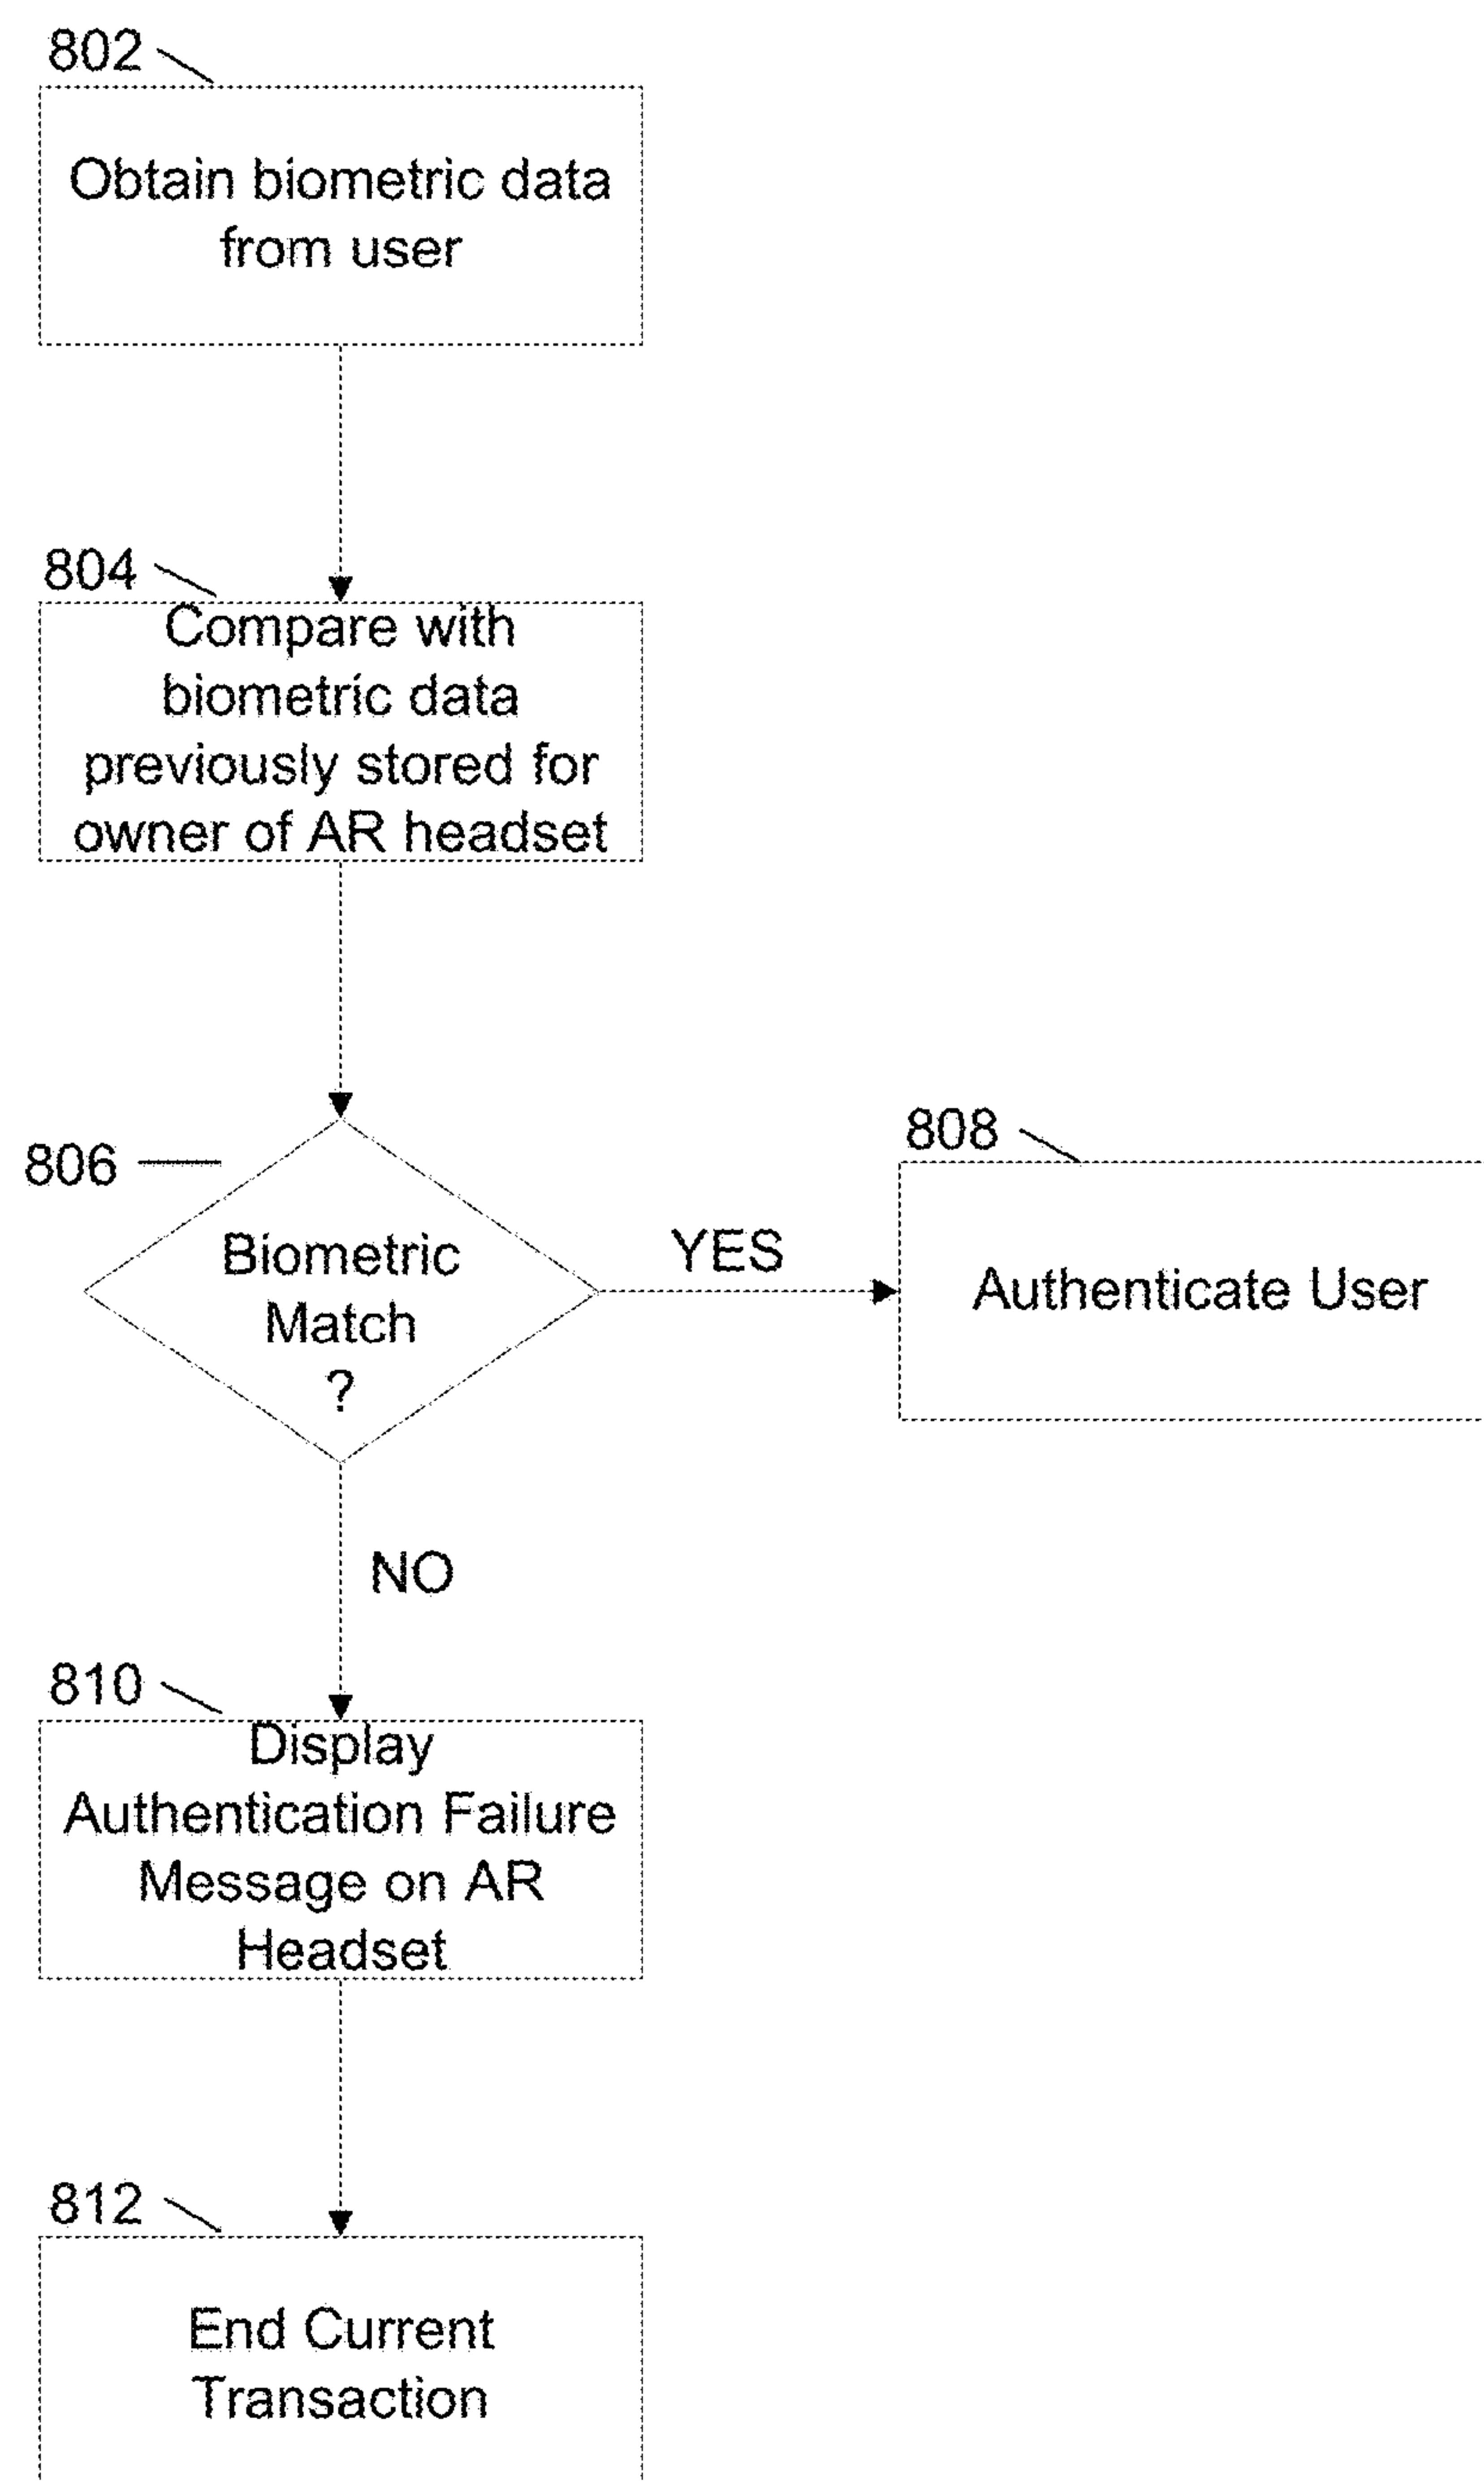 802
Obtain biometric data
from user
804
Compare with
biometric data
previously stored for
owner of AR headset
806
Biometric
Match
?
YES
808
Authenticate User
NO
810
Display
Authentication Failure
Message on AR
Headset
812
End Current
Transaction